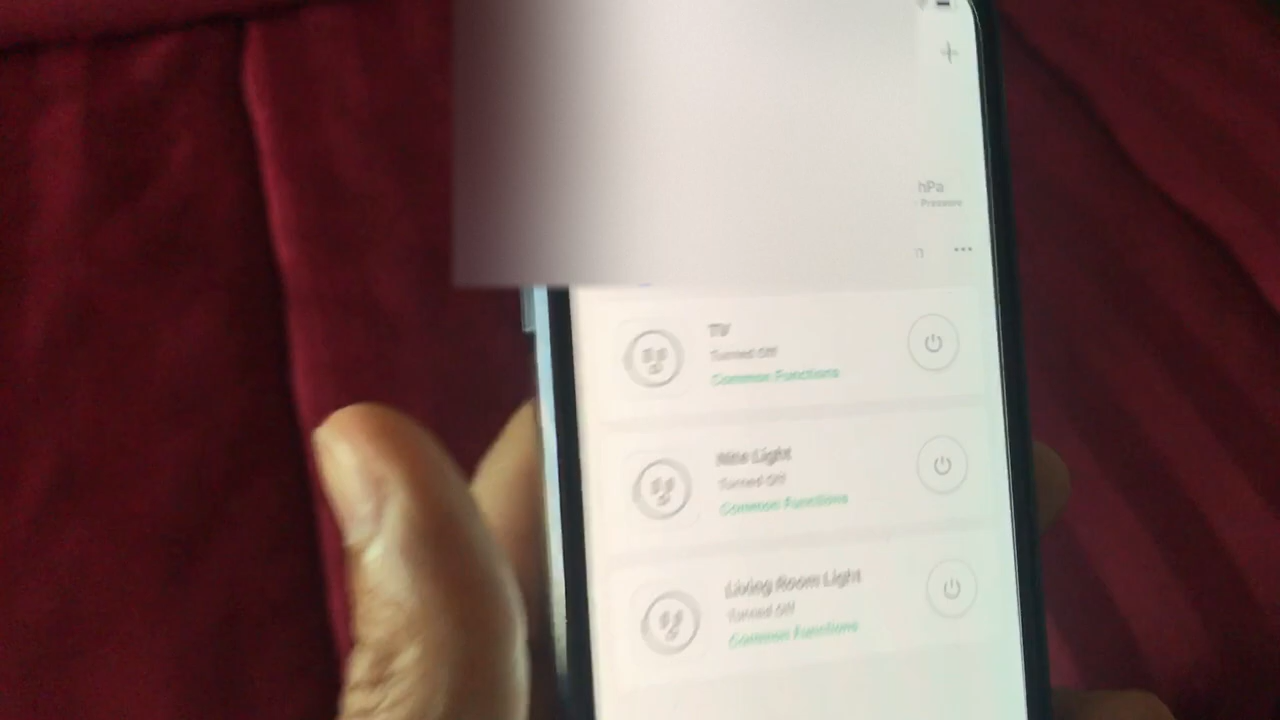 hPa
Pressure
TV
Turned Off
Common Functions
Nite Light
Turned Off
Common Functions
Living Room Light
Turned Off
Common Functions